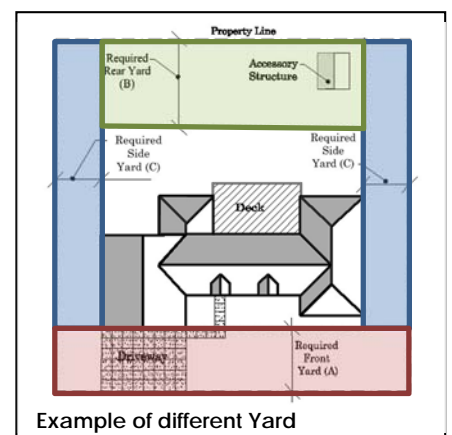 Property Line
Required
Rear Yard
(B)
Accessory
Structure
Required
Side
Yard (C)
Required
Side
Yard (C)
Deck
Driveway
Required
Front
Yard (A)
Example of different Yard